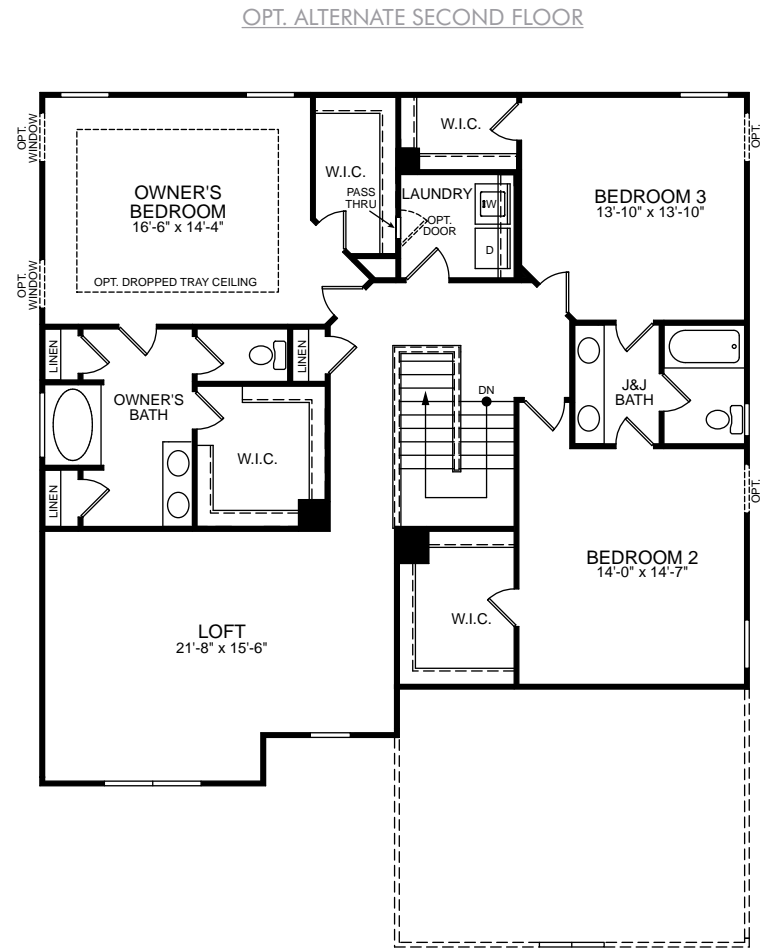 OPT. ALTERNATE SECOND FLOOR
OPT.
WINDOW
W.I.C.
OPT.
W.I.C.
PASS
THRU
LAUNDRY
W
OPT.
DOOR
D
OWNER'S
BEDROOM
16'-6" x 14'-4"
BEDROOM 3
13'-10" x 13'-10"
OPT.
WINDOW
OPT. DROPPED TRAY CEILING
LINEN
LINEN
OWNER'S
BATH
DN
J&J
BATH
W.I.C.
LINEN
OPT.
BEDROOM 2
14'-0" x 14'-7"
W.I.C.
LOFT
21'-8" x 15'-6"